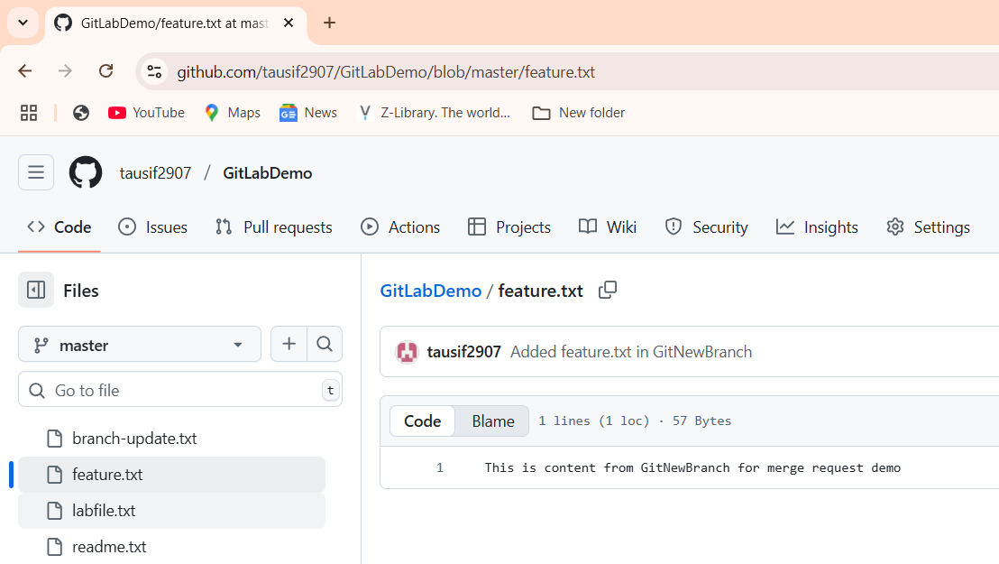 GitLabDemo/feature.txt at mast
github.com/tausif2907/GitLabDemo/blob/master/feature.txt
YouTube Maps GE News Z-Library. The world... New folder
tausif2907 / GitLabDemo
Code Issues Pull requests Actions Projects Wiki Security Insights Settings
Files
GitLabDemo / feature.txt
master
tausif2907 Added feature.txt in GitNewBranch
Go to file t
Code Blame 1 lines (1 loc) · 57 Bytes
branch-update.txt
1 This is content from GitNewBranch for merge request demo
feature.txt
labfile.txt
readme.txt